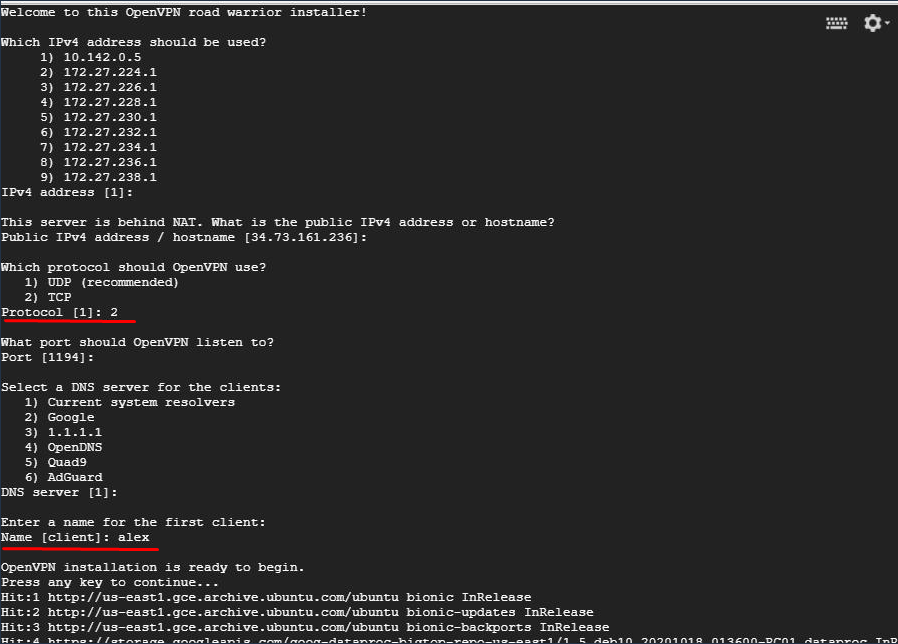 Welcome to this OpenVPN road warrior installer!
Which IPv4 address should be used?
1) 10.142.0.5
2) 172.27.224.1
3) 172.27.226.1
4) 172.27.228.1
5) 172.27.230.1
6) 172.27.232.1
7) 172.27.234.1
8) 172.27.236.1
9) 172.27.238.1
IPv4 address [1]:
This server is behind NAT. What is the public IPv4 address or hostname?
Public IPv4 address / hostname [34.73.161.236]:
Which protocol should OpenVPN use?
1) UDP (recommended)
2) TCP
Protocol [1]: 2
What port should OpenVPN listen to?
Port [1194]:
Select a DNS server for the clients:
1) Current system resolvers
2) Google
3) 1.1.1.1
4) OpenDNS
5) Quad9
6) AdGuard
DNS server [1]:
Enter a name for the first client:
Name [client]: alex
OpenVPN installation is ready to begin.
Press any key to continue...
Hit:1 http://us-east1.gce.archive.ubuntu.com/ubuntu bionic InRelease
Hit:2 http://us-east1.gce.archive.ubuntu.com/ubuntu bionic-updates InRelease
Hit:3 http://us-east1.gce.archive.ubuntu.com/ubuntu bionic-backports InRelease
Hit:4 https://storage.googleapis.com/goog-dataproc-bigtop-repo-us-east1/1_5_deb10_20201018_013600-RC01 dataproc InR